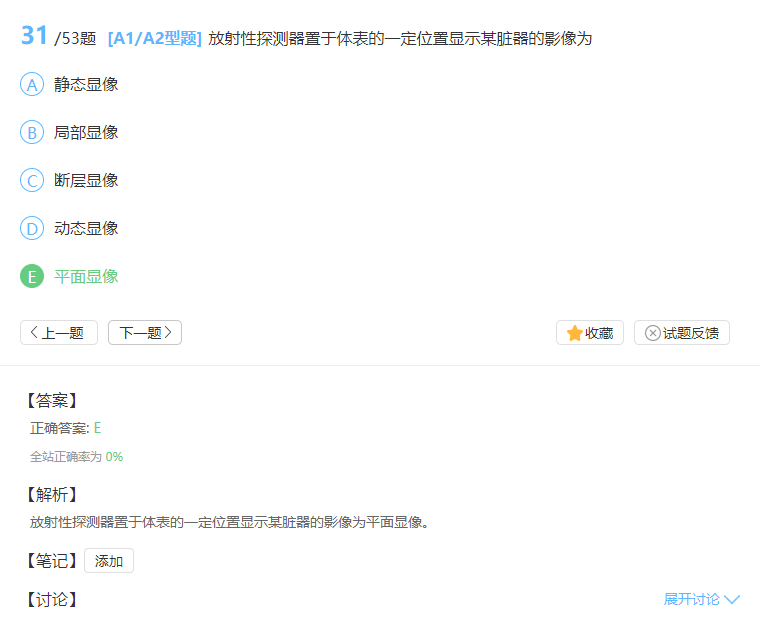 31 /53题 [A1/A2型题] 放射性探测器置于体表的一定位置显示某脏器的影像为
A 静态显像
B 局部显像
C 断层显像
D 动态显像
E 平面显像
上一题 下一题 收藏 试题反馈
【答案】
正确答案: E
全站正确率为 0%
【解析】
放射性探测器置于体表的一定位置显示某脏器的影像为平面显像。
【笔记】 添加
【讨论】 展开讨论